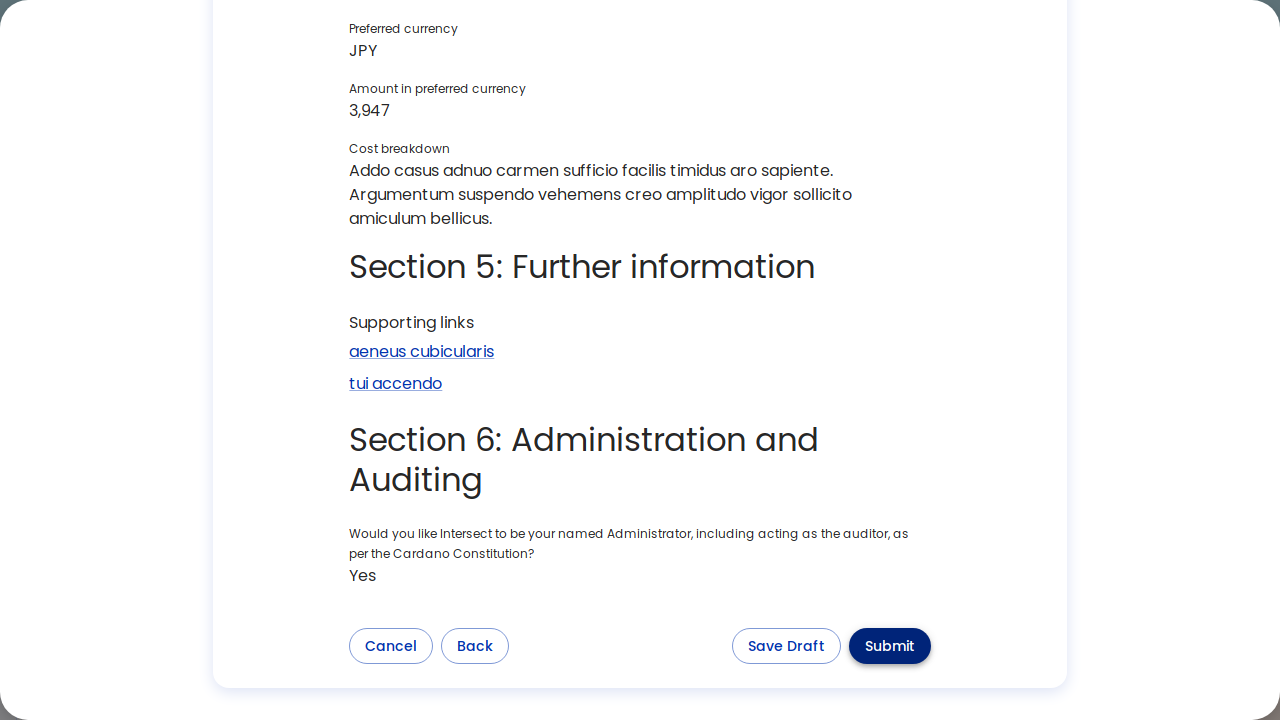 Preferred currency
JPY
Amount in preferred currency
3,947
Cost breakdown
Addo casus adnuo carmen sufficio facilis timidus aro sapiente.
Argumentum suspendo vehemens creo amplitudo vigor sollicito
amiculum bellicus.
Section 5: Further information
Supporting links
aeneus cubicularis
tui accendo
Section 6: Administration and
Auditing
Would you like Intersect to be your named Administrator, including acting as the auditor, as
per the Cardano Constitution?
Yes
Cancel Back Save Draft Submit